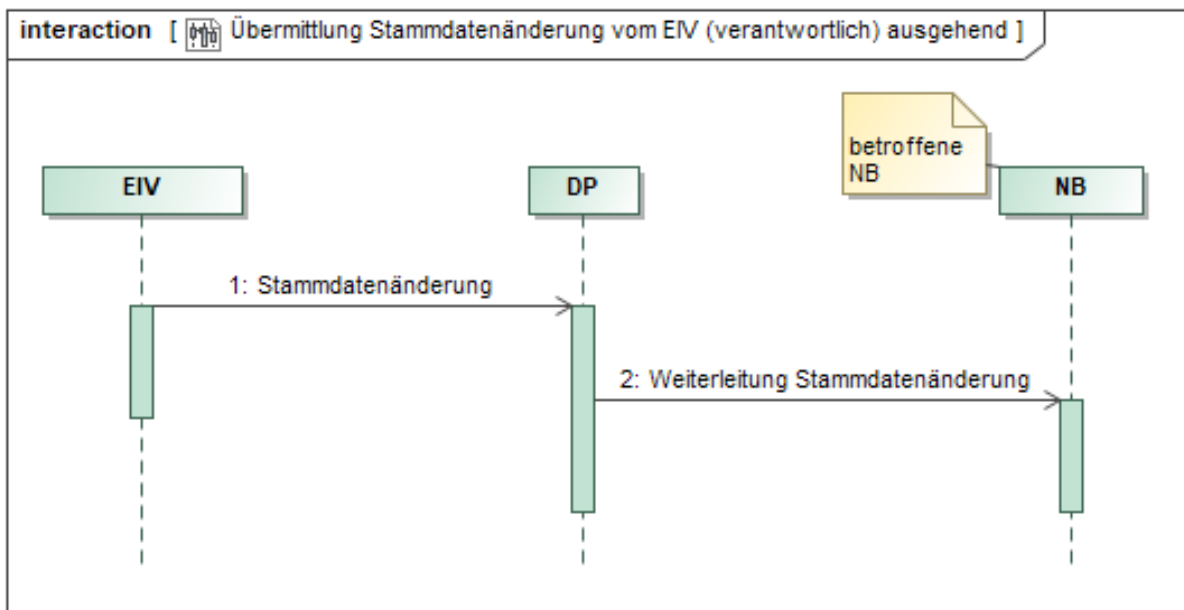 interaction [ Übermittlung Stammdatenänderung vom EIV (verantwortlich) ausgehend ]
betroffene
NB
EIV
DP
NB
1: Stammdatenänderung
2: Weiterleitung Stammdatenänderung